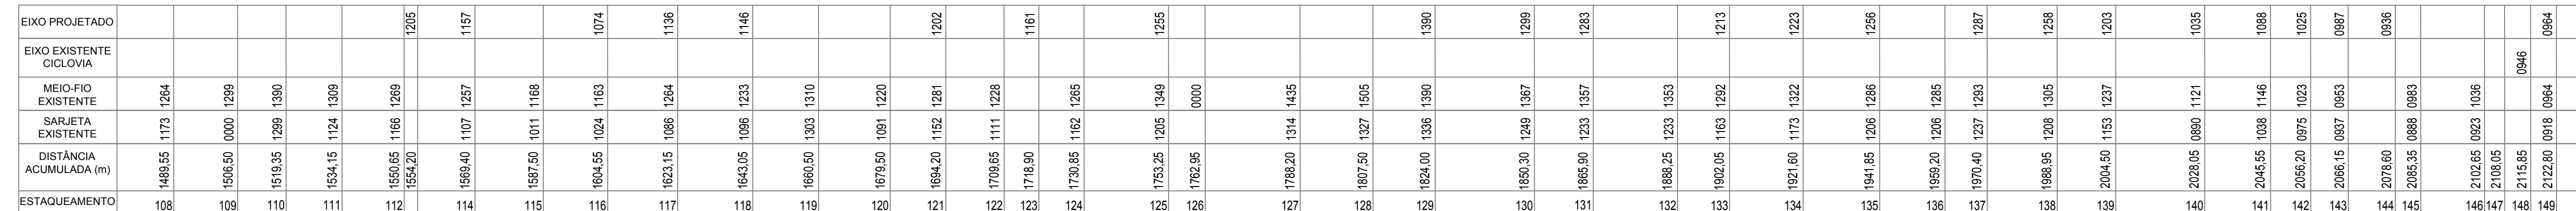 EIXO PROJETADO 1205 1157 1074 1136 1146 1202 1161 1255 1390 1299 1283 1213 1223 1256 1287 1258 1203 1035 1088 1025 0987 0936 0964
EIXO EXISTENTE
CICLOVIA 0946
MEIO-FIO
EXISTENTE 1264 1299 1390 1309 1269 1257 1168 1163 1264 1233 1310 1220 1281 1228 1265 1349 0000 1435 1505 1390 1367 1357 1353 1292 1322 1286 1285 1293 1305 1237 1121 1146 1023 0953 0983 1036 0964
SARJETA
EXISTENTE 1173 0000 1299 1124 1166 1107 1011 1024 1086 1096 1303 1091 1152 1111 1162 1205 1314 1327 1336 1249 1233 1233 1163 1173 1206 1206 1237 1208 1153 0890 1038 0975 0937 0888 0923 0918
DISTÂNCIA
ACUMULADA (m) 1489,55 1506,50 1519,35 1534,15 1550,65 1554,20 1569,40 1587,50 1604,55 1623,15 1643,05 1660,50 1679,50 1694,20 1709,65 1718,90 1730,85 1753,25 1762,95 1788,20 1807,50 1824,00 1850,30 1865,90 1888,25 1902,05 1921,60 1941,85 1959,20 1970,40 1988,95 2004,50 2028,05 2045,55 2056,20 2066,15 2078,60 2085,35 2102,65 2108,05 2115,85 2122,80
ESTAQUEAMENTO 108 109 110 111 112 114 115 116 117 118 119 120 121 122 123 124 125 126 127 128 129 130 131 132 133 134 135 136 137 138 139 140 141 142 143 144 145 146 147 148 149